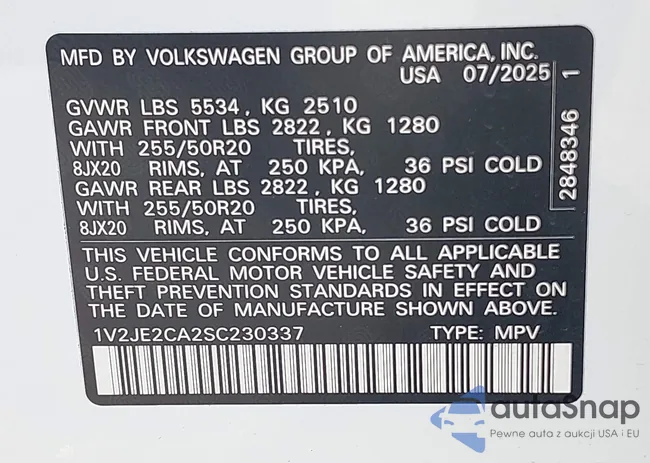 MFD BY VOLKSWAGEN GROUP OF AMERICA, INC.
USA 07/2025
GVWR LBS 5534, KG 2510
GAWR FRONT LBS 2822, KG 1280
WITH 255/50R20 TIRES,
8JX20 RIMS, AT 250 KPA, 36 PSI COLD
GAWR REAR LBS 2822, KG 1280
WITH 255/50R20 TIRES,
8JX20 RIMS, AT 250 KPA, 36 PSI COLD
THIS VEHICLE CONFORMS TO ALL APPLICABLE
U.S. FEDERAL MOTOR VEHICLE SAFETY AND
THEFT PREVENTION STANDARDS IN EFFECT ON
THE DATE OF MANUFACTURE SHOWN ABOVE.
1V2JE2CA2SC230337 TYPE: MPV
2848346 1
autoSnap
Pewne auta z aukcji USA i EU